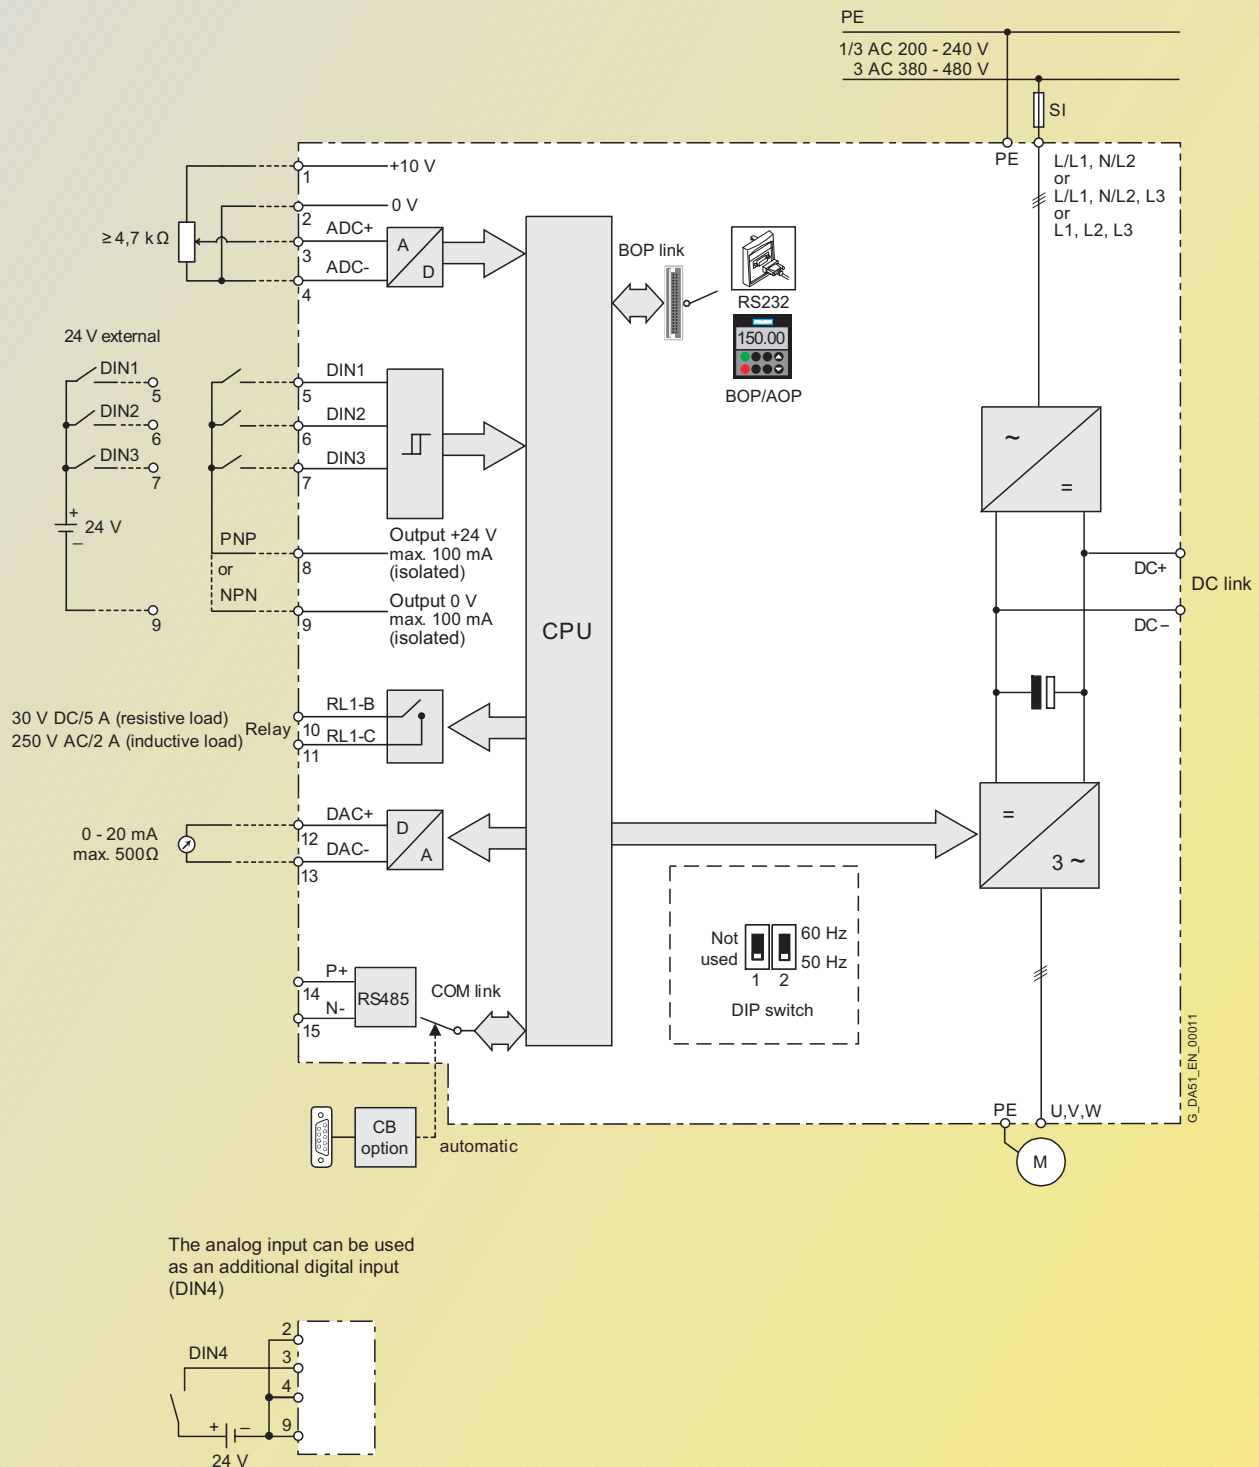 PE
1/3 AC 200 - 240 V
3 AC 380 - 480 V
SI
PE
L/L1, N/L2
or
L/L1, N/L2, L3
or
L1, L2, L3
1
+10 V
2
0 V
≥ 4,7 kΩ
3
ADC+
4
ADC-
A
D
BOP link
RS232
150.00
BOP/AOP
24 V external
DIN1
5
DIN2
6
DIN3
7
+
24 V
–
9
DIN1
5
DIN2
6
DIN3
7
PNP
or
NPN
8
Output +24 V
max. 100 mA
(isolated)
9
Output 0 V
max. 100 mA
(isolated)
CPU
~
=
DC+
DC link
DC–
30 V DC/5 A (resistive load)
250 V AC/2 A (inductive load)
Relay
RL1-B
10
RL1-C
11
0 - 20 mA
max. 500Ω
DAC+
12
DAC-
13
D
A
=
3 ~
Not
used
60 Hz
50 Hz
1 2
DIP switch
P+
14
N-
15
RS485
COM link
CB
option
automatic
PE
U,V,W
M
G_DA51_EN_00011
The analog input can be used
as an additional digital input
(DIN4)
2
DIN4
3
4
+ –
9
24 V